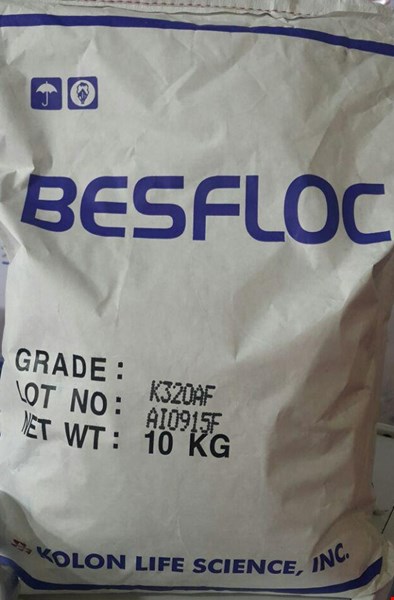 BESFLOC
GRADE: K320AF
LOT NO: AI0915F
NET WT: 10 KG
KOLON LIFE SCIENCE, INC.